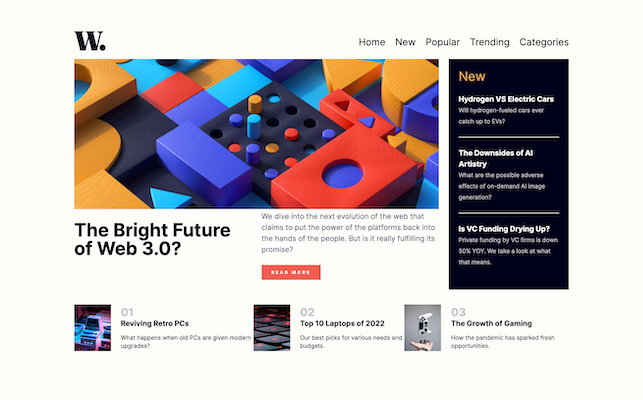 W.
Home New Popular Trending Categories
The Bright Future
of Web 3.0?
We dive into the next evolution of the web that
claims to put the power of the platforms back into
the hands of the people. But is it really fulfilling its
promise?
READ MORE
New
Hydrogen VS Electric Cars
Will hydrogen-fueled cars ever
catch up to EVs?
The Downsides of AI
Artistry
What are the possible adverse
effects of on-demand AI image
generation?
Is VC Funding Drying Up?
Private funding by VC firms is down
50% YOY. We take a look at what
that means.
01
Reviving Retro PCs
What happens when old PCs are given modern
upgrades?
02
Top 10 Laptops of 2022
Our best picks for various needs and
budgets.
03
The Growth of Gaming
How the pandemic has sparked fresh
opportunities.